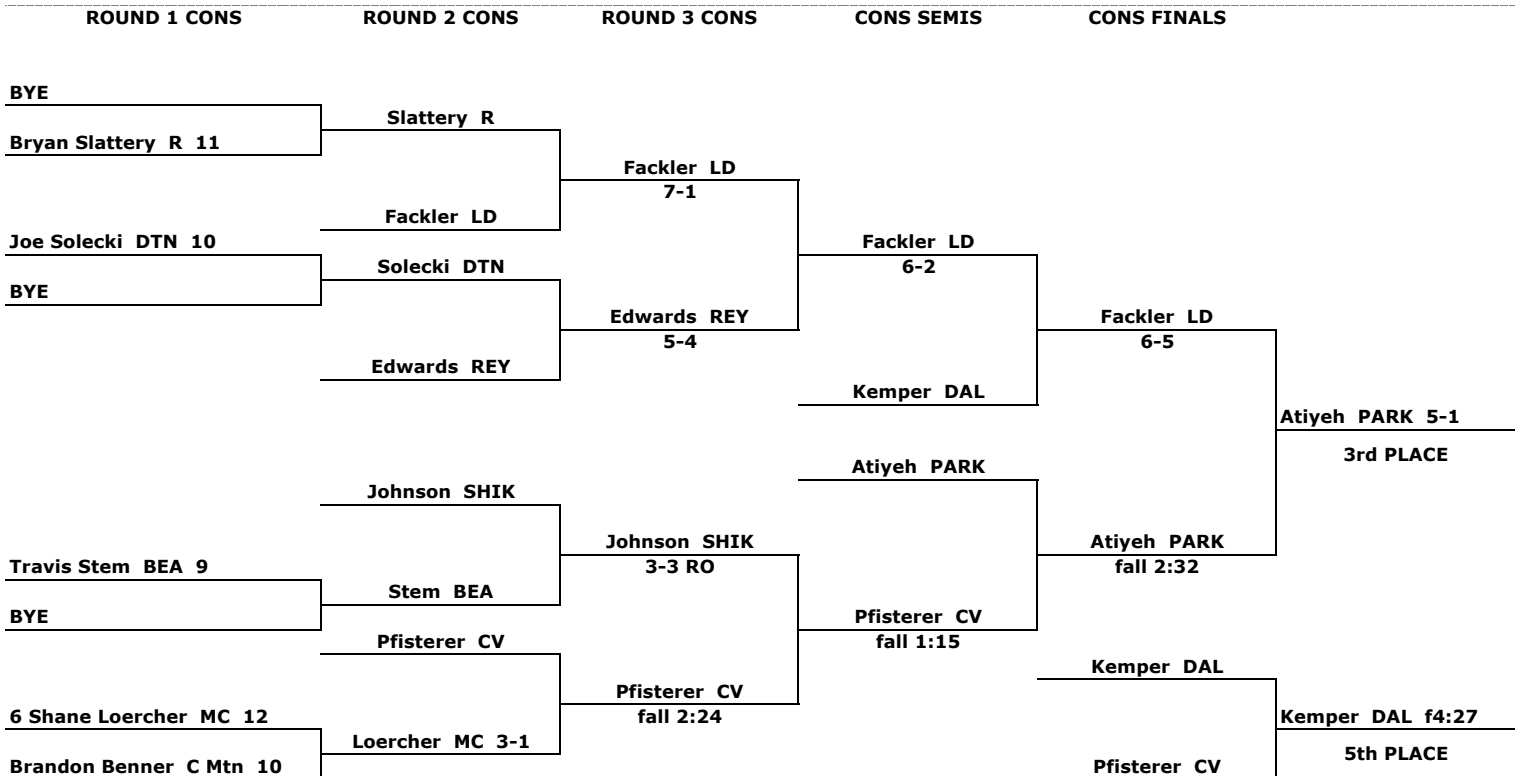 ROUND 1 CONS ROUND 2 CONS ROUND 3 CONS CONS SEMIS CONS FINALS
BYE
Slattery R
Bryan Slattery R 11
Fackler LD
7-1
Fackler LD
Joe Solecki DTN 10 Fackler LD
Solecki DTN 6-2
BYE
Edwards REY Fackler LD
5-4 6-5
Edwards REY
Kemper DAL
Atiyeh PARK 5-1
3rd PLACE
Atiyeh PARK
Johnson SHIK
Johnson SHIK Atiyeh PARK
Travis Stem BEA 9 3-3 RO fall 2:32
Stem BEA
BYE Pfisterer CV
Pfisterer CV fall 1:15
Kemper DAL
Pfisterer CV
6 Shane Loercher MC 12 fall 2:24 Kemper DAL f4:27
Loercher MC 3-1
5th PLACE
Brandon Benner C Mtn 10 Pfisterer CV